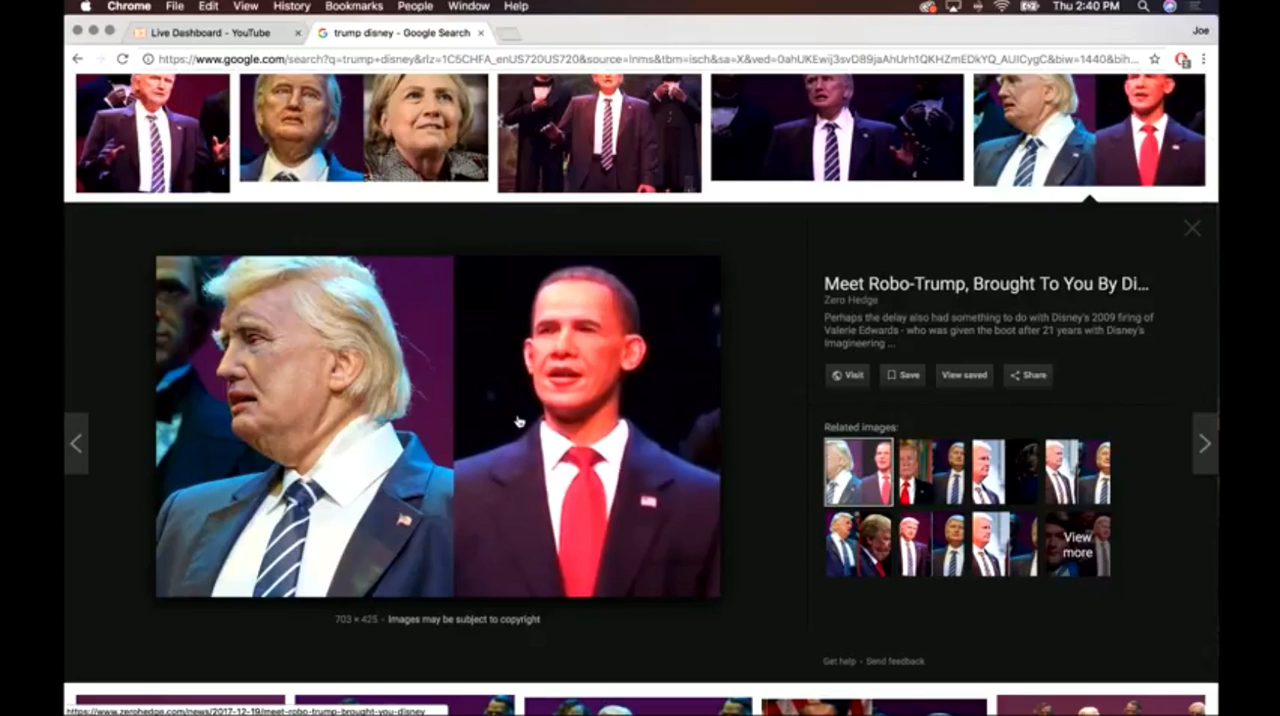 Chrome File Edit View History Bookmarks People Window Help Thu 2:40 PM
Live Dashboard - YouTube trump disney - Google Search Joe
https://www.google.com/search?q=trump+disney&rlz=1C5CHFA_enUS720US720&source=lnms&tbm=isch&sa=X&ved=0ahUKEwij3svD89jaAhUrh1QKHZmEDkYQ_AUICygC&biw=1440&bih...
Meet Robo-Trump, Brought To You By Di...
Zero Hedge
Perhaps the delay also had something to do with Disney's 2009 firing of
Valerie Edwards - who was given the boot after 21 years with Disney's
Imagineering ...
Visit Save View saved Share
Related images:
View
more
703 × 425 - Images may be subject to copyright
Get help - Send feedback
https://www.zerohedge.com/news/2017-12-19/meet-robo-trump-brought-you-disney